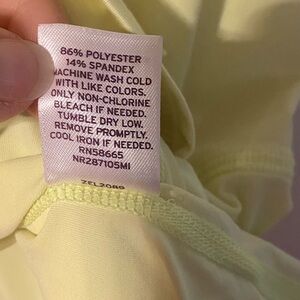 86% POLYESTER
14% SPANDEX
MACHINE WASH COLD
WITH LIKE COLORS.
ONLY NON-CHLORINE
BLEACH IF NEEDED.
TUMBLE DRY LOW.
REMOVE PROMPTLY.
COOL IRON IF NEEDED.
RN58665
NR287105MI